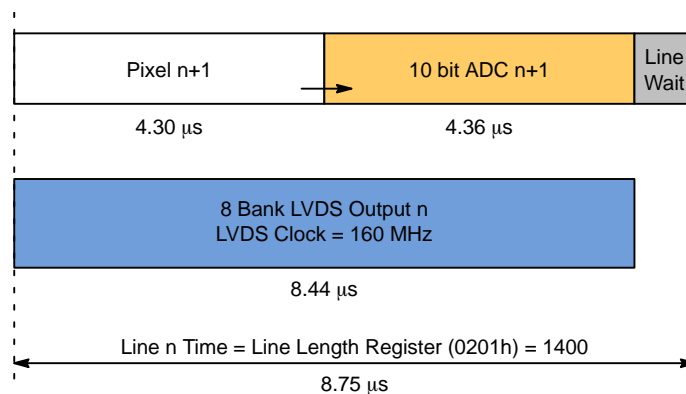 Pixel n+1
10 bit ADC n+1
Line
Wait
4.30 μs
4.36 μs
8 Bank LVDS Output n
LVDS Clock = 160 MHz
8.44 μs
Line n Time = Line Length Register (0201h) = 1400
8.75 μs